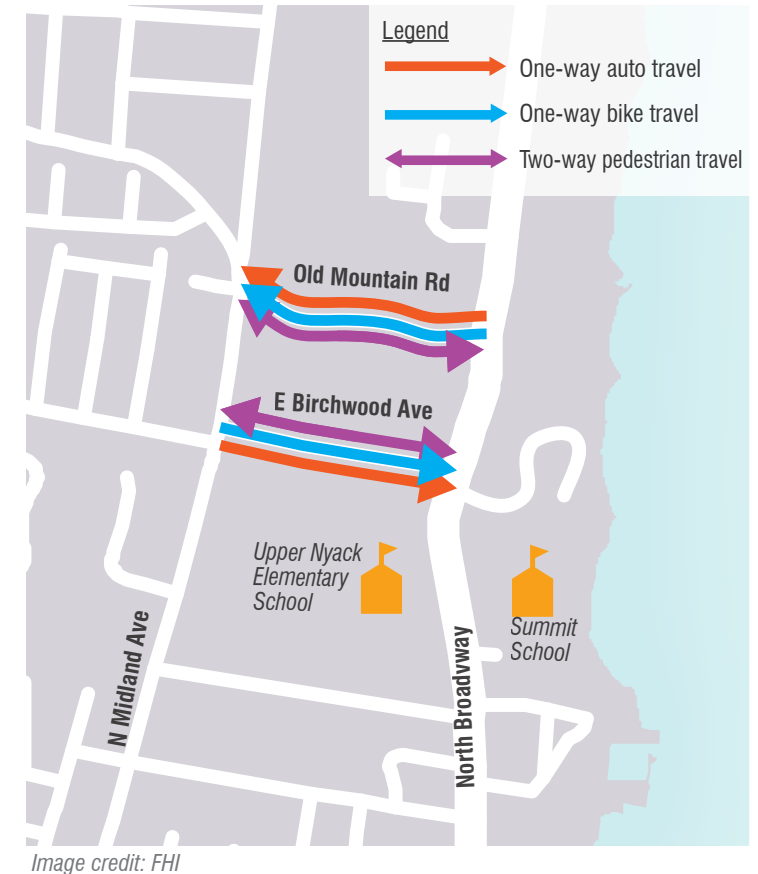 Legend
One-way auto travel
One-way bike travel
Two-way pedestrian travel
Old Mountain Rd
E Birchwood Ave
Upper Nyack
Elementary
School
Summit
School
N Midland Ave
North Broadvway
Image credit: FHI